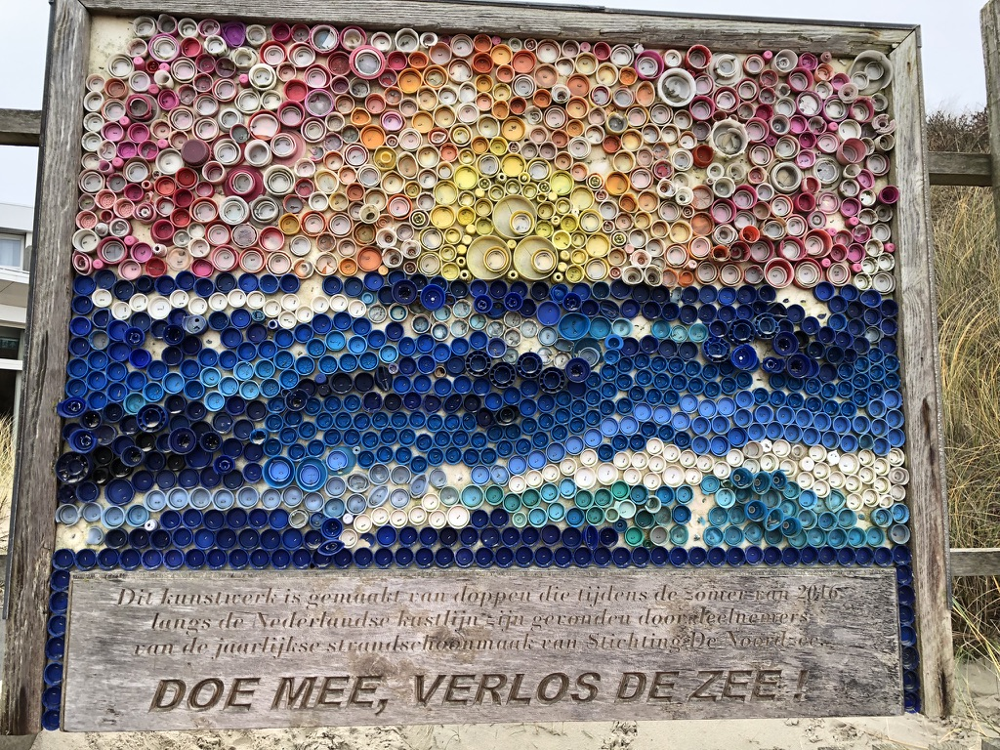 Dit kunstwerk is gemaakt van doppen die tijdens de zomer van 2016
langs de Nederlandse kustlijn zijn gevonden door deelnemers
van de jaarlijkse strandschoonmaak van Stichting De Noordzee.
DOE MEE, VERLOS DE ZEE !